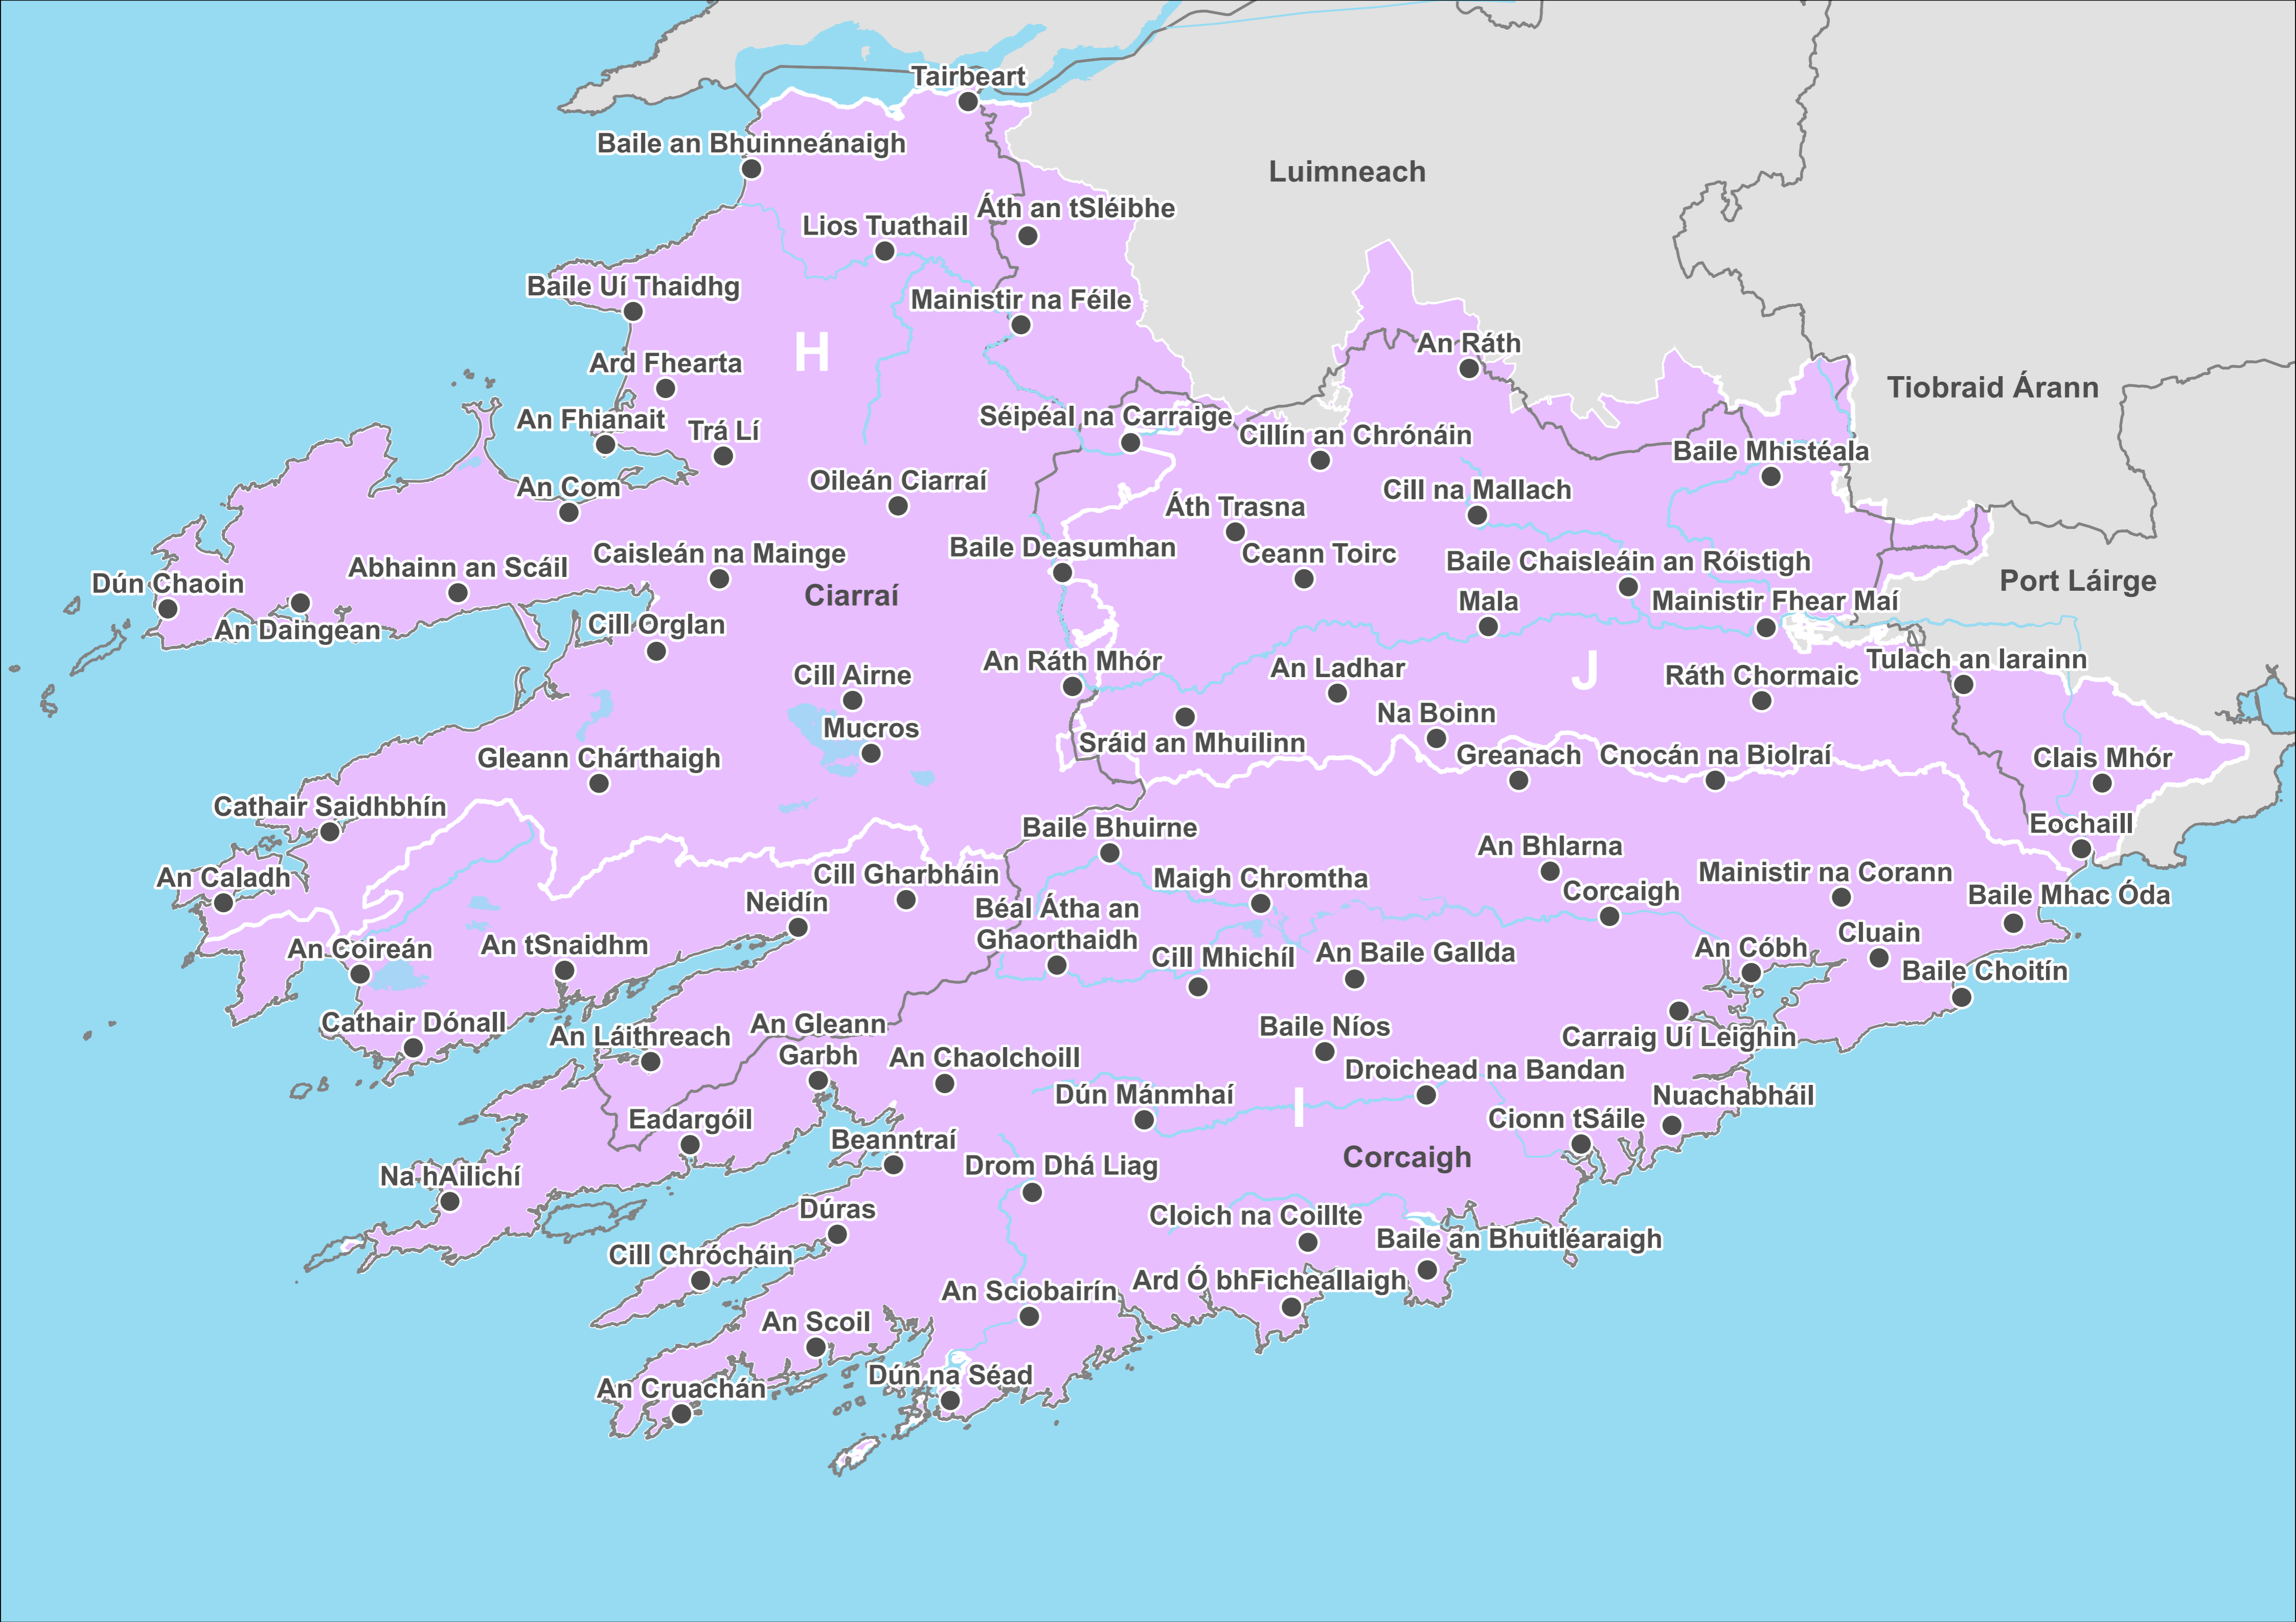 Tairbeart
Baile an Bhuinneánaigh
Luimneach
Áth an tSléibhe
Lios Tuathail
Baile Uí Thaidhg
Mainistir na Féile
H
An Ráth
Ard Fhearta
Tiobraid Árann
An Fhianait
Séipéal na Carraige
Trá Lí
Cillín an Chrónáin
Baile Mhistéala
Oileán Ciarraí
An Com
Cill na Mallach
Áth Trasna
Baile Deasumhan
Caisleán na Mainge
Ceann Toirc
Baile Chaisleáin an Róistigh
Abhainn an Scáil
Dún Chaoin
Port Láirge
Ciarraí
Mala
Mainistir Fhear Maí
Cill Orglan
An Daingean
An Ráth Mhór
Tulach an Iarainn
An Ladhar
J
Cill Airne
Ráth Chormaic
Na Boinn
Mucros
Sráid an Mhuilinn
Gleann Chárthaigh
Greanach
Cnocán na Biolraí
Clais Mhór
Cathair Saidhbhín
Eochaill
Baile Bhuirne
An Bhlarna
Mainistir na Corann
Cill Gharbháin
An Caladh
Maigh Chromtha
Corcaigh
Baile Mhac Óda
Neidín
Béal Átha an
Ghaorthaidh
Cluain
An tSnaidhm
An Coireán
An Cóbh
An Baile Gallda
Cill Mhichíl
Baile Choitín
Cathair Dónall
An Gleann
Garbh
Baile Níos
An Láithreach
Carraig Uí Leighin
An Chaolchoill
Droichead na Bandan
Dún Mánmhaí
Nuachabháil
I
Eadargóil
Cionn tSáile
Beanntraí
Corcaigh
Drom Dhá Liag
Na hAilichí
Dúras
Cloich na Coillte
Baile an Bhuitléaraigh
Cill Chrócháin
Ard Ó bhFicheallaigh
An Sciobairín
An Scoil
Dún na Séad
An Cruachán